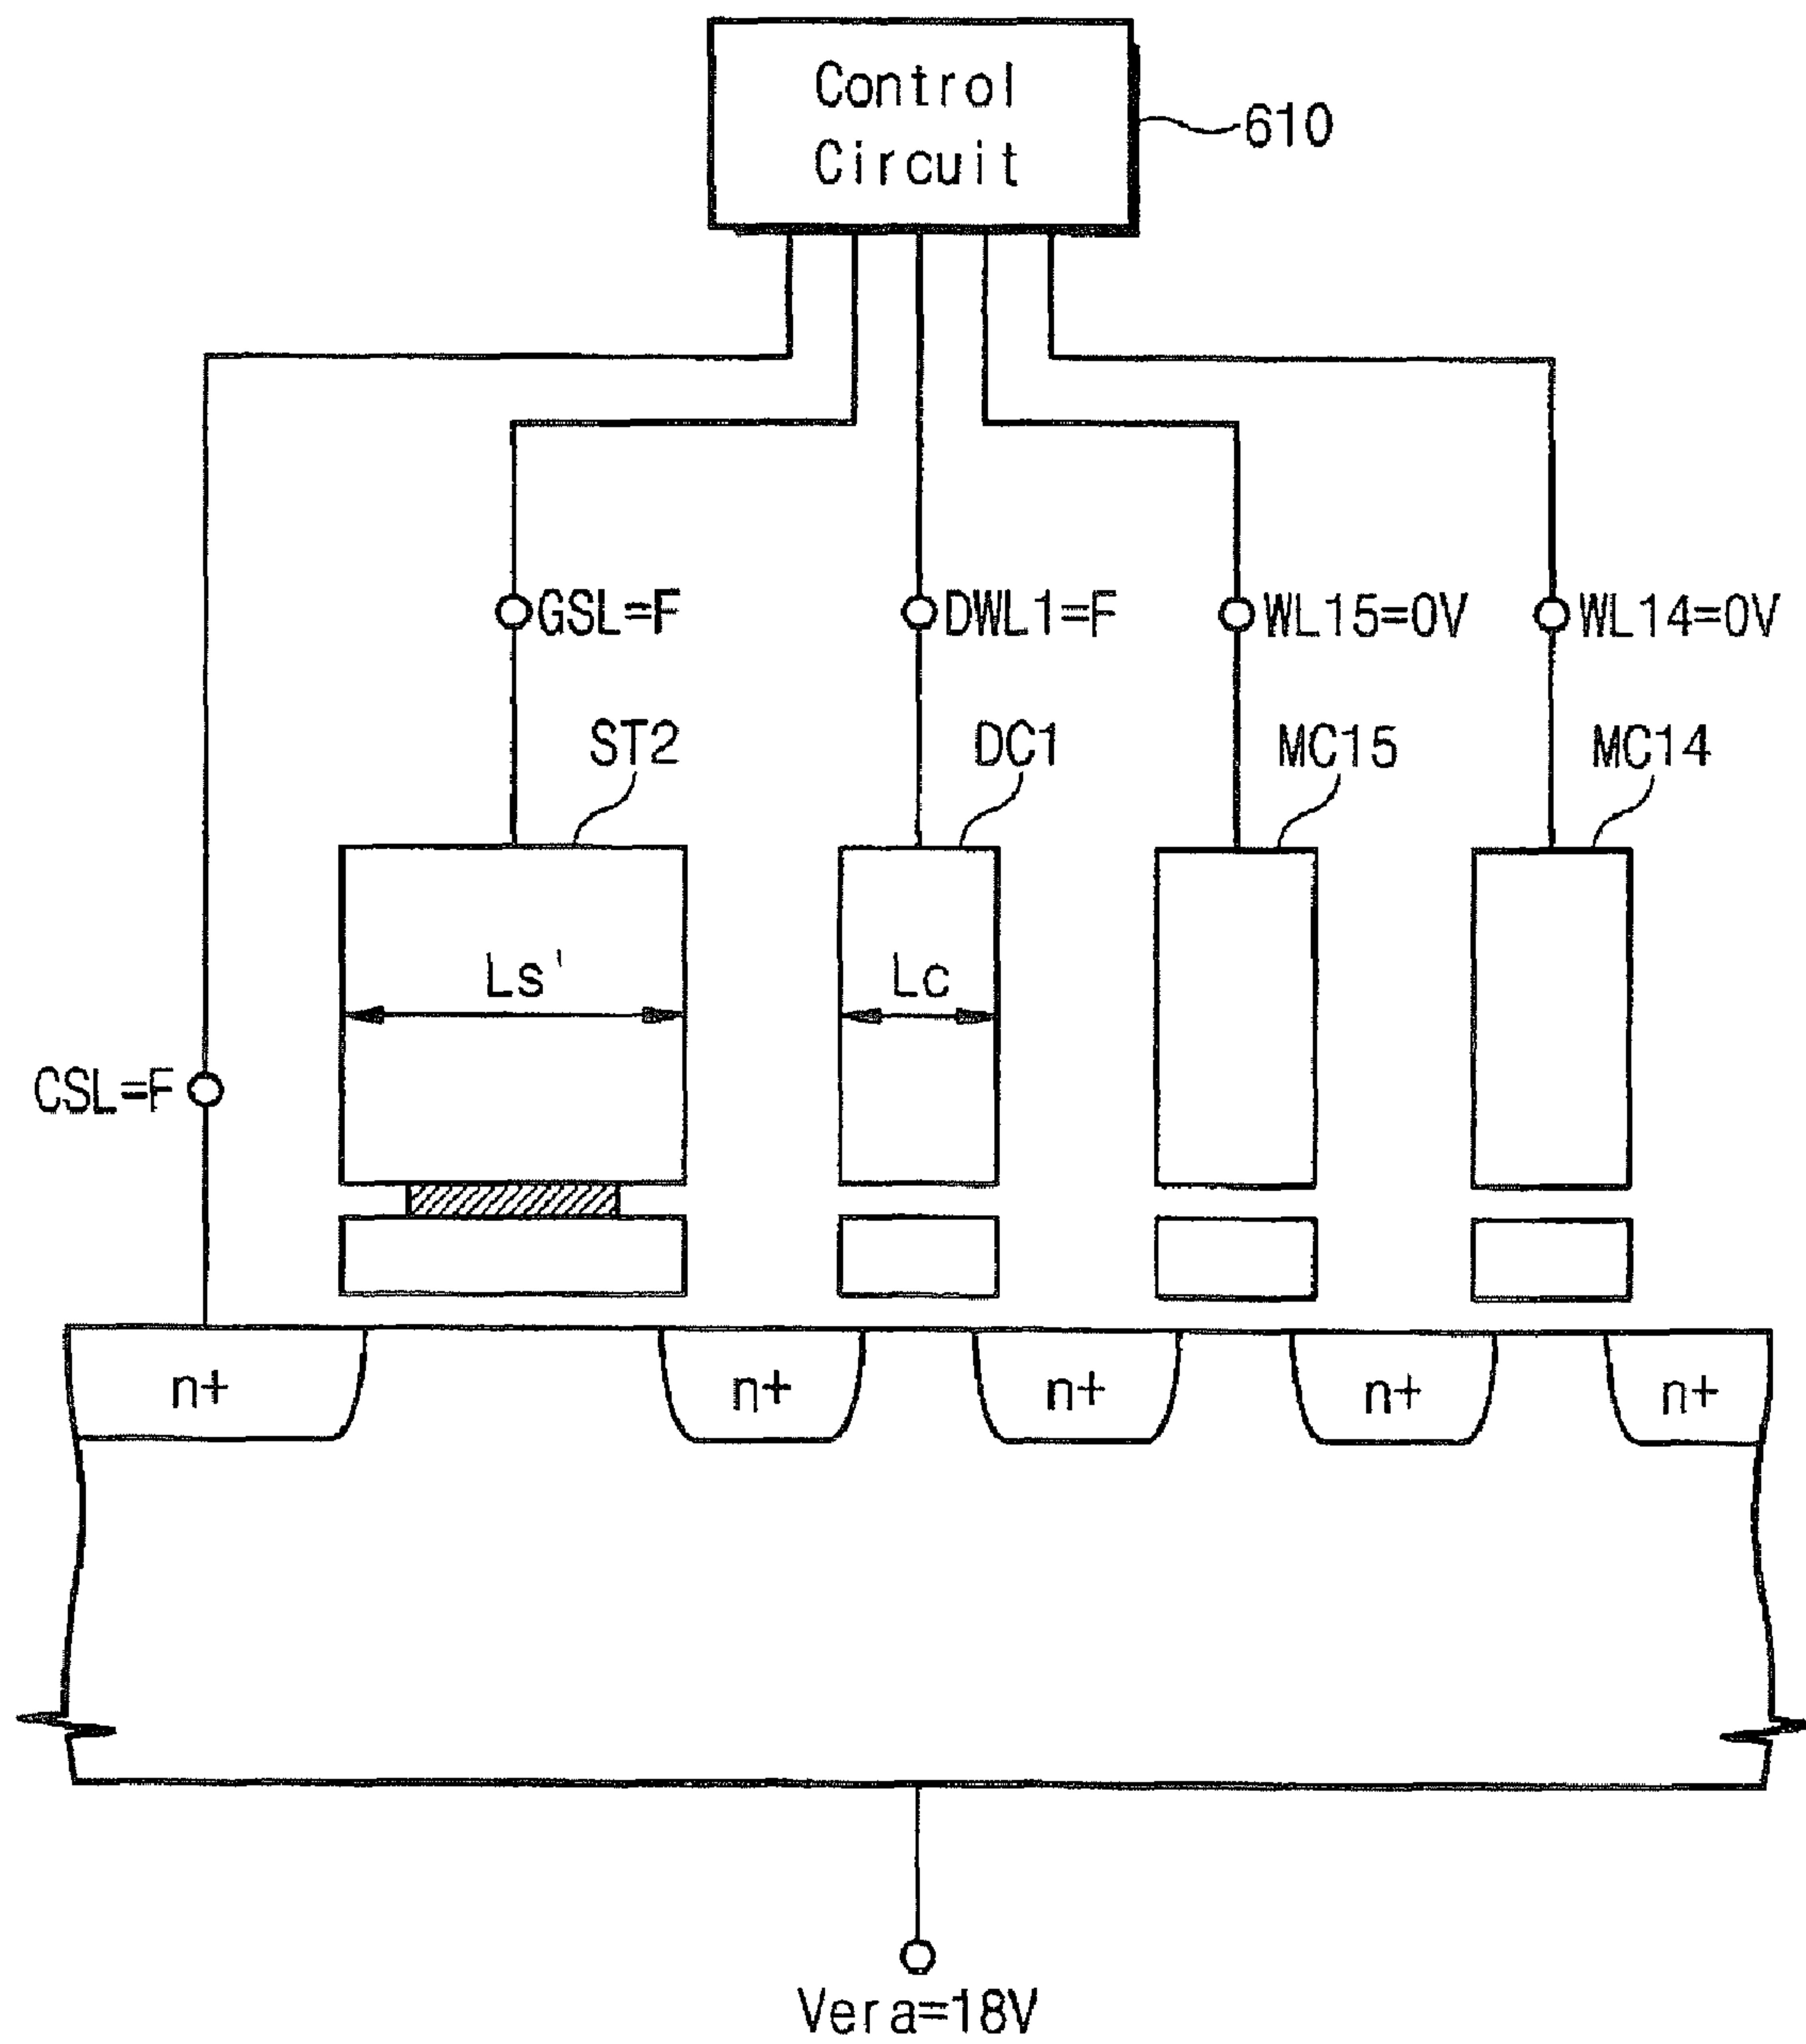 Control
Circuit
610
GSL=F
DWL1=F
WL15=0V
WL14=0V
ST2
DC1
MC15
MC14
Ls'
Lc
CSL=F
n+
n+
n+
n+
n+
Vera=18V